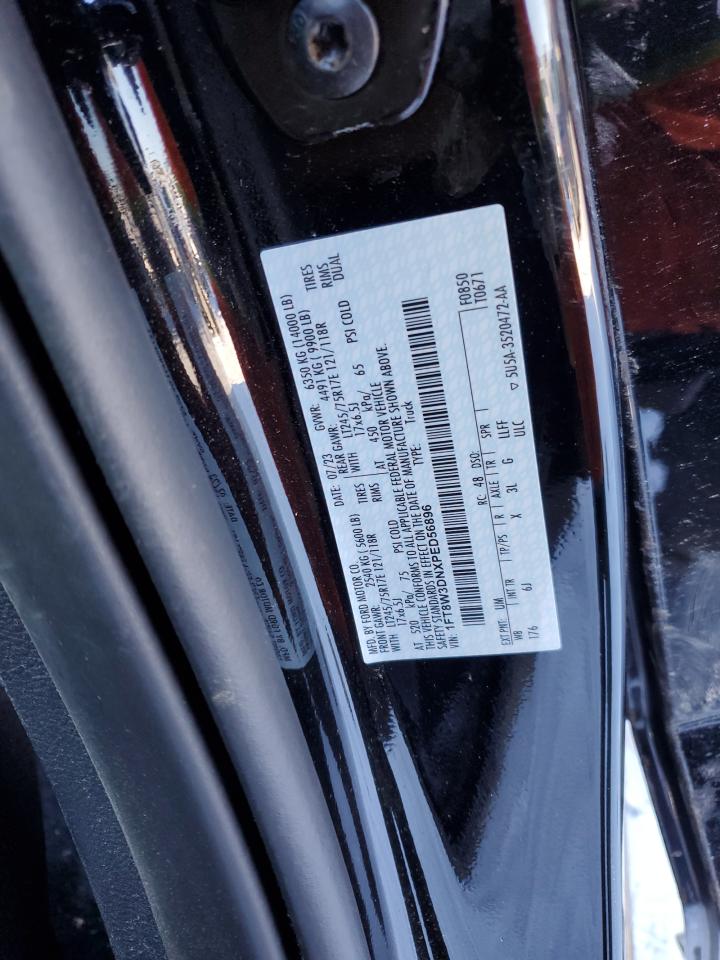 MFD. BY FORD MOTOR CO.
DATE: 07/23 GVWR: 6350 KG (14000 LB)
FRONT GAWR: 2540 KG (5600 LB) REAR GAWR: 4491 KG (9900 LB)
WITH LT245/75R17E 121/118R TIRES WITH LT245/75R17E 121/118R TIRES
17x6.5J RIMS 17x6.5J RIMS
AT 520 kPa/ 75 PSI COLD AT 450 kPa/ 65 PSI COLD DUAL
THIS VEHICLE CONFORMS TO ALL APPLICABLE FEDERAL MOTOR VEHICLE
SAFETY STANDARDS IN EFFECT ON THE DATE OF MANUFACTURE SHOWN ABOVE.
VIN: 1FT8W3DNXPED56896 TYPE: Truck
F0850
T0671
EXT PNT: UM RC: 48 DSO:
WB INT TR TP/PS R AXLE TR SPR
176 6J X 3L G LLFF
ULC
▽ 5U5A-3520472-AA